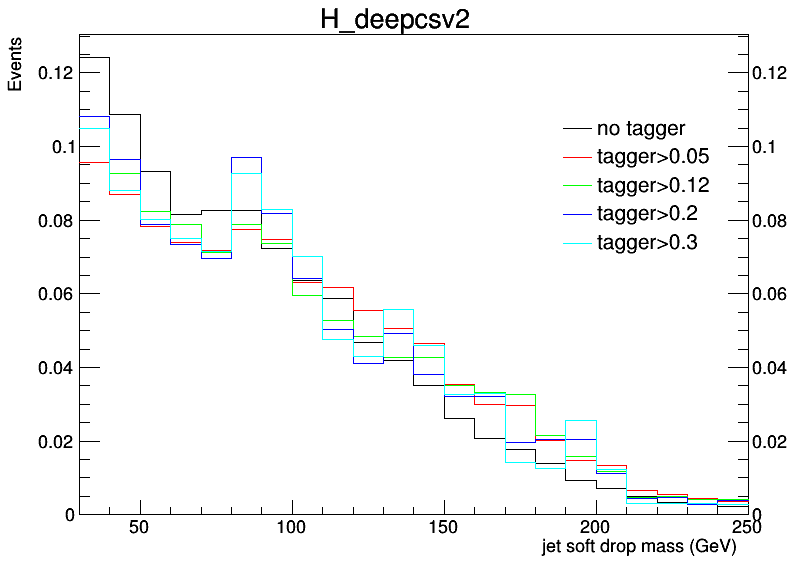 H_deepcsv2
Events
0.12 0.12
no tagger
0.1 0.1
tagger>0.05
tagger>0.12
0.08 0.08
tagger>0.2
tagger>0.3
0.06 0.06
0.04 0.04
0.02 0.02
0 0
50 100 150 200 250
jet soft drop mass (GeV)